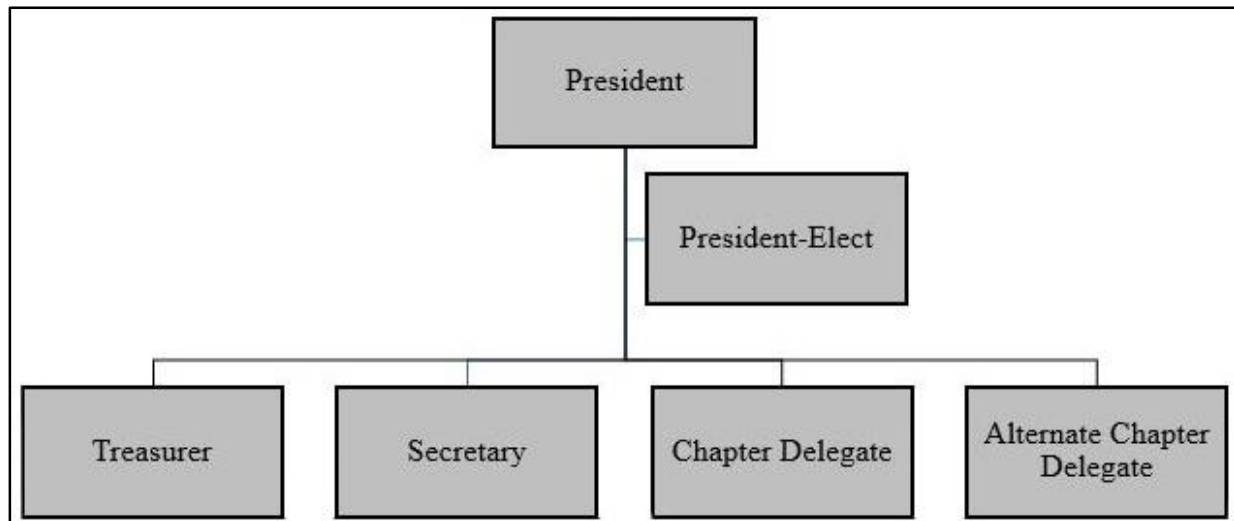 President
President-Elect
Treasurer
Secretary
Chapter Delegate
Alternate Chapter
Delegate